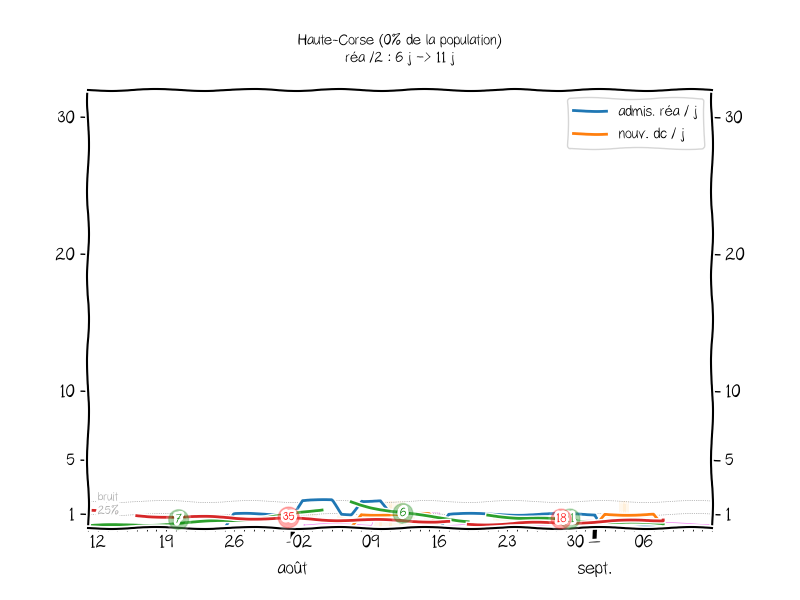 Haute-Corse (0% de la population)
réa /2 : 6 j -> 11 j
admis. réa / j
nouv. dc / j
30 30
20 20
10 10
5 5
1 1
bruit
25%
7 35 6 18
12 19 26 02 09 16 23 30 06
août sept.